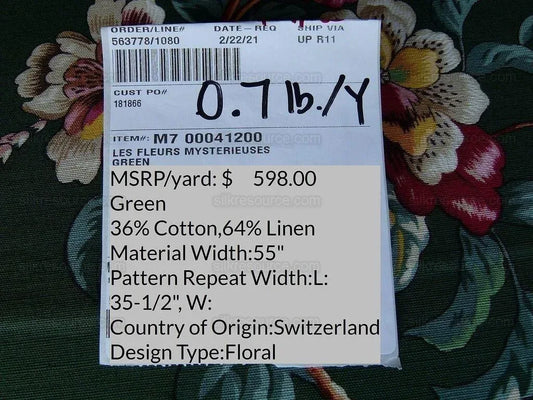 ORDER/LINE# DATE-REQ SHIP VIA
563778/1080 2/22/21 UP R11
CUST PO#
181866
0.7 lb./Y
ITEM#: M7 00041200
LES FLEURS MYSTERIEUSES
GREEN
MSRP/yard: $ 598.00
Green
36% Cotton,64% Linen
Material Width:55"
Pattern Repeat Width:L:
35-1/2", W:
Country of Origin:Switzerland
Design Type:Floral
silkresource.com